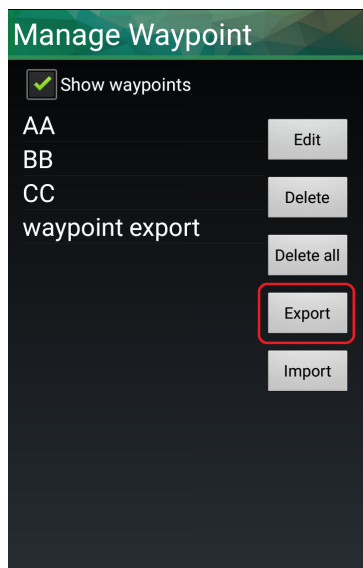 Manage Waypoint
Show waypoints
AA
BB
CC
waypoint export
Edit
Delete
Delete all
Export
Import